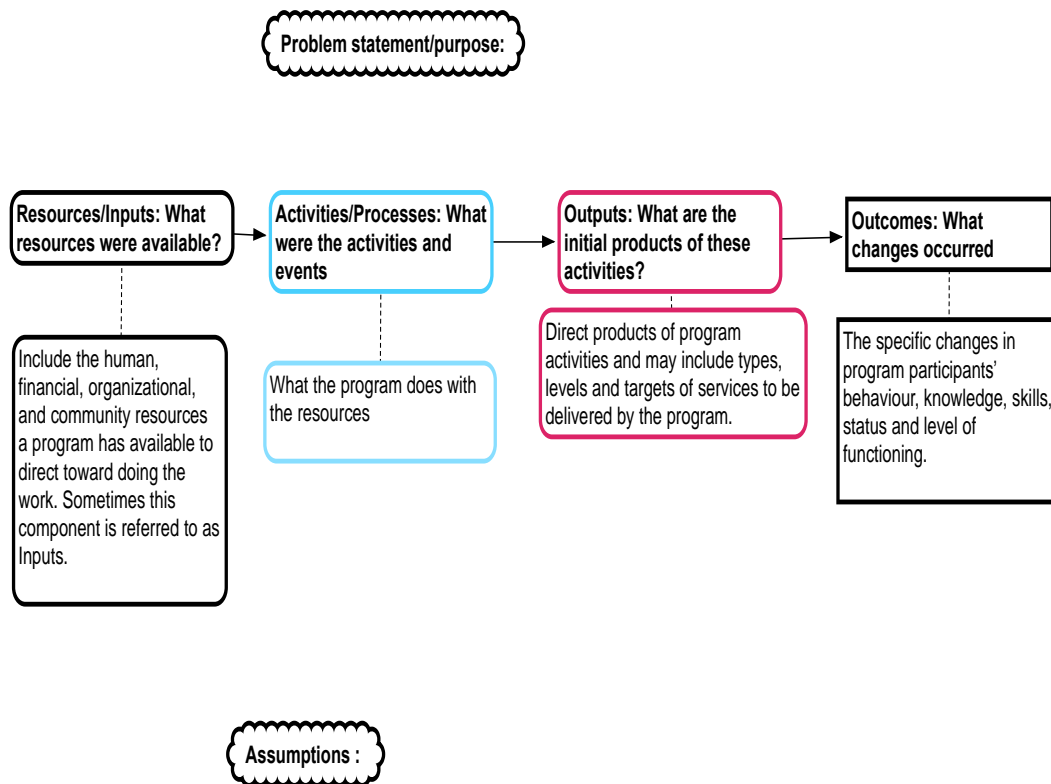 Problem statement/purpose:
Resources/Inputs: What
resources were available?
Activities/Processes: What
were the activities and
events
Outputs: What are the
initial products of these
activities?
Outcomes: What
changes occurred
Include the human,
financial, organizational,
and community resources
a program has available to
direct toward doing the
work. Sometimes this
component is referred to as
Inputs.
What the program does with
the resources
Direct products of program
activities and may include types,
levels and targets of services to be
delivered by the program.
The specific changes in
program participants’
behaviour, knowledge, skills,
status and level of
functioning.
Assumptions :